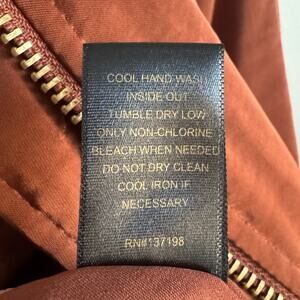 COOL HAND WASH
INSIDE OUT
TUMBLE DRY LOW
ONLY NON-CHLORINE
BLEACH WHEN NEEDED
DO NOT DRY CLEAN
COOL IRON IF
NECESSARY
RN#137198